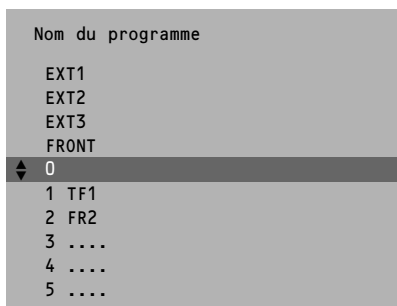 Nom du programme
EXT1
EXT2
EXT3
FRONT
0
1 TF1
2 FR2
3 ....
4 ....
5 ....